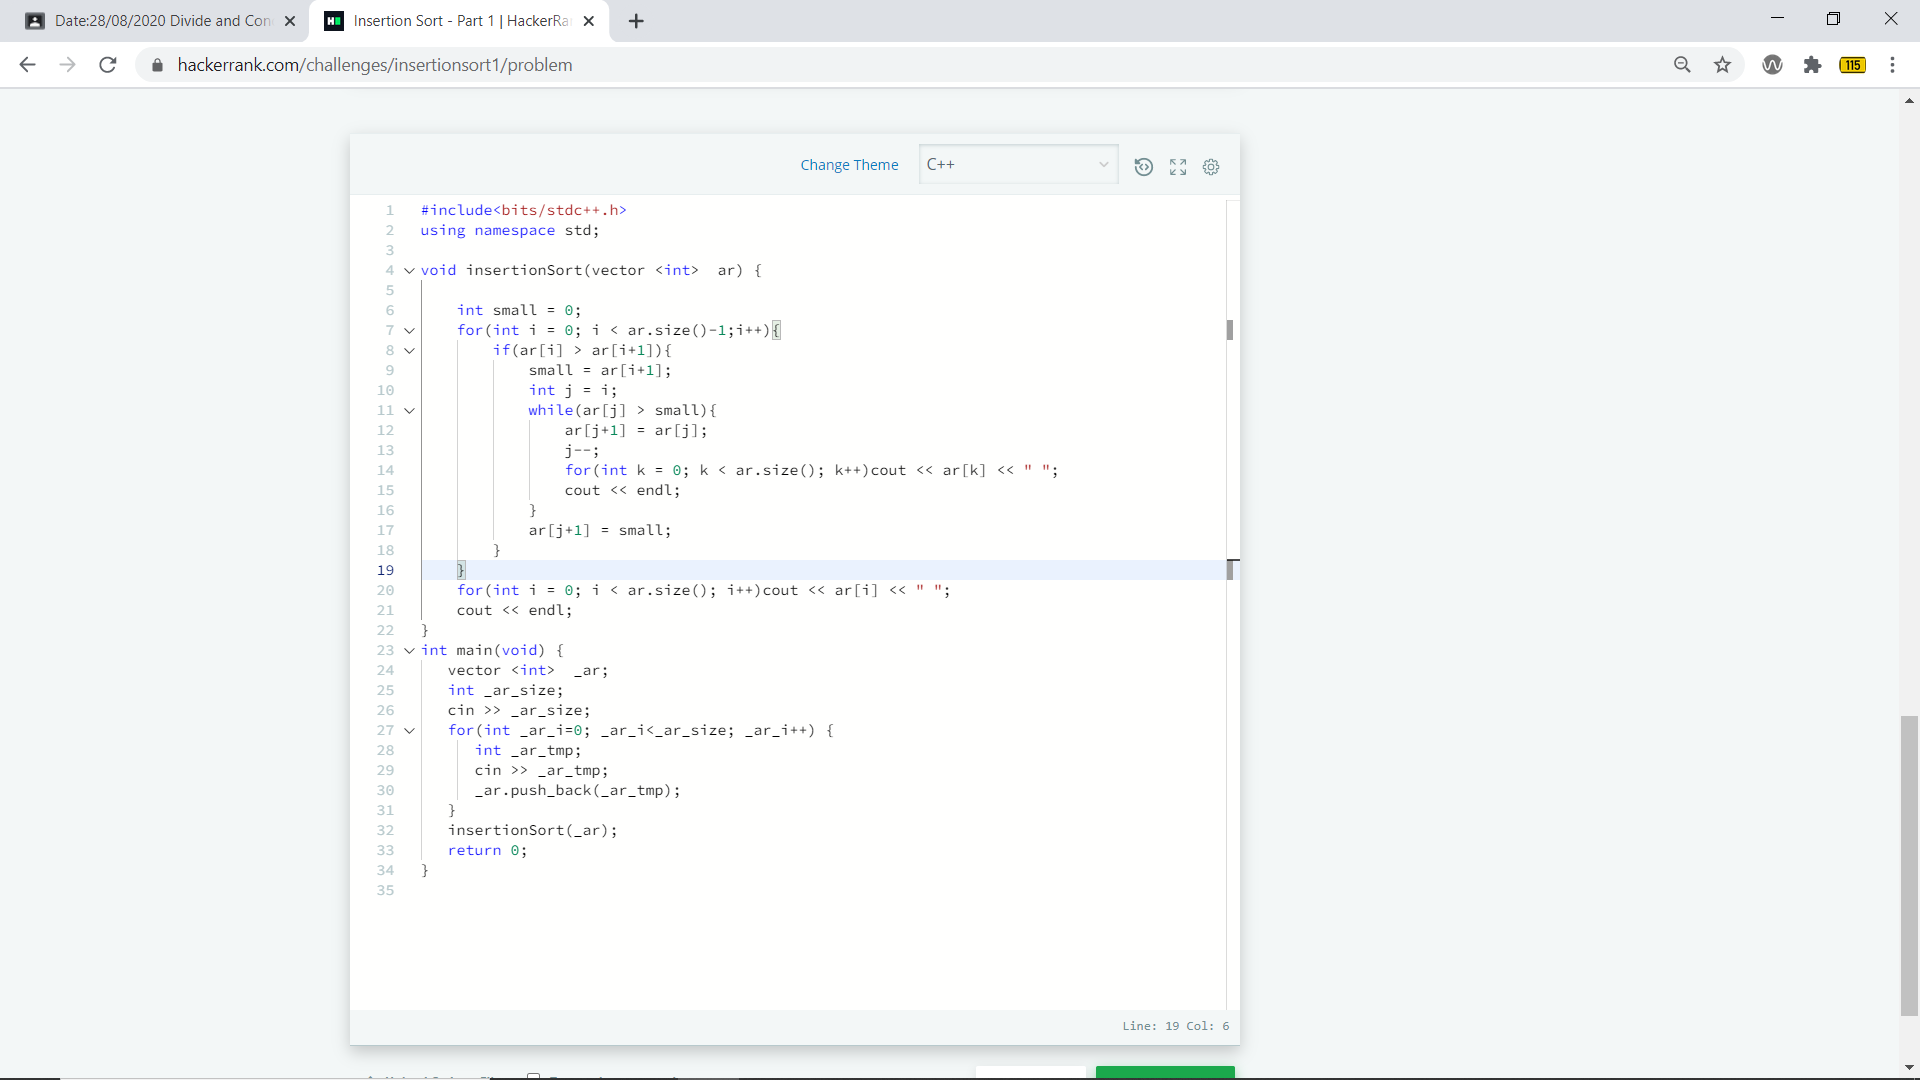 Date:28/08/2020 Divide and Con
Insertion Sort - Part 1 | HackerRa
hackerrank.com/challenges/insertionsort1/problem
115
Change Theme
C++
1 #include<bits/stdc++.h>
2 using namespace std;
3
4 void insertionSort(vector <int>  ar) {
5
6     int small = 0;
7     for(int i = 0; i < ar.size()-1;i++){
8         if(ar[i] > ar[i+1]){
9             small = ar[i+1];
10             int j = i;
11             while(ar[j] > small){
12                 ar[j+1] = ar[j];
13                 j--;
14                 for(int k = 0; k < ar.size(); k++)cout << ar[k] << " ";
15                 cout << endl;
16             }
17             ar[j+1] = small;
18         }
19     }
20     for(int i = 0; i < ar.size(); i++)cout << ar[i] << " ";
21     cout << endl;
22 }
23 int main(void) {
24    vector <int>  _ar;
25    int _ar_size;
26    cin >> _ar_size;
27    for(int _ar_i=0; _ar_i<_ar_size; _ar_i++) {
28       int _ar_tmp;
29       cin >> _ar_tmp;
30       _ar.push_back(_ar_tmp);
31    }
32    insertionSort(_ar);
33    return 0;
34 }
35
Line: 19 Col: 6